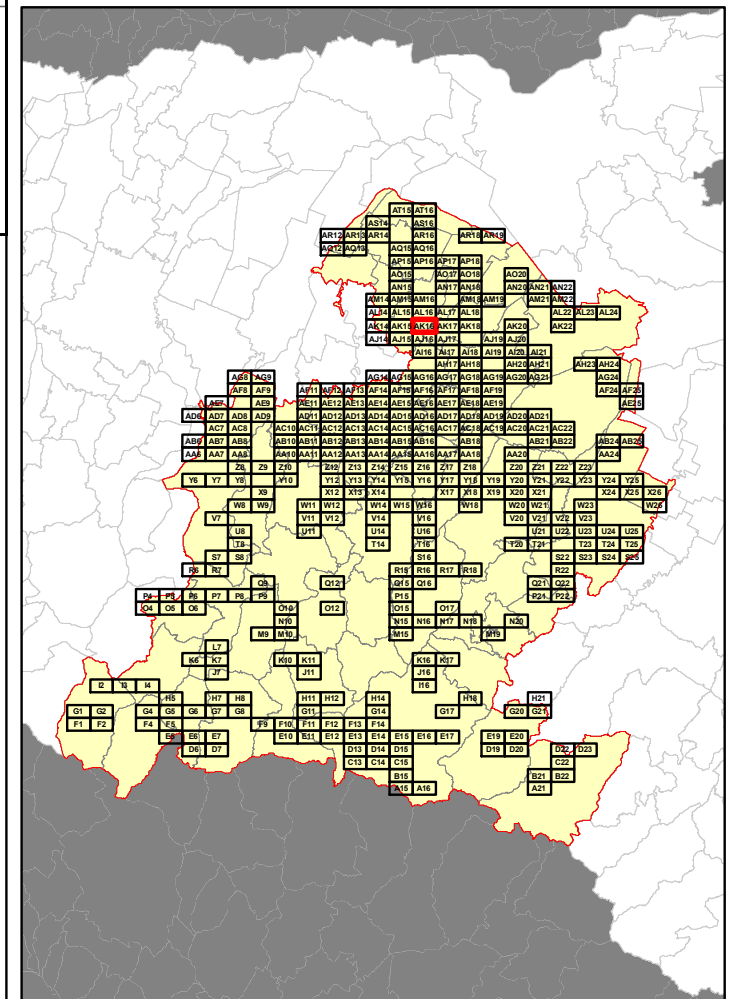 AT15 AT16
AS14 AS16
AR12 AR13 AR14 AR16 AR18 AR19
AQ12 AQ13 AQ15 AQ16
AP15 AP16 AP17 AP18
AO15 AO17 AO18 AO20
AN15 AN17 AN18 AN20 AN21 AN22
AM14 AM15 AM16 AM18 AM19 AM21 AM22
AL14 AL15 AL16 AL17 AL18 AL22 AL23 AL24
AK14 AK15 AK16 AK17 AK18 AK20 AK22
AJ14 AJ15 AJ16 AJ17 AJ19 AJ20
AI16 AI17 AI18 AI19 AI20 AI21
AH17 AH18 AH20 AH21 AH23 AH24
AG8 AG9 AG14 AG15 AG16 AG17 AG18 AG19 AG20 AG21 AG24
AF8 AF9 AF11 AF12 AF13 AF14 AF15 AF16 AF17 AF18 AF19 AF24 AF25
AE7 AE9 AE11 AE12 AE13 AE14 AE15 AE16 AE17 AE18 AE19 AE25
AD6 AD7 AD8 AD9 AD11 AD12 AD13 AD14 AD15 AD16 AD17 AD18 AD19 AD20 AD21
AC7 AC8 AC10 AC11 AC12 AC13 AC14 AC15 AC16 AC17 AC18 AC19 AC20 AC21 AC22
AB6 AB7 AB8 AB10 AB11 AB12 AB13 AB14 AB15 AB16 AB18 AB21 AB22 AB24 AB25
AA6 AA7 AA8 AA10 AA11 AA12 AA13 AA14 AA15 AA16 AA17 AA18 AA20 AA24
Z8 Z9 Z10 Z12 Z13 Z14 Z15 Z16 Z17 Z18 Z20 Z21 Z22 Z23
Y6 Y7 Y8 Y10 Y12 Y13 Y14 Y15 Y16 Y17 Y18 Y19 Y20 Y21 Y22 Y23 Y24 Y25
X9 X12 X13 X14 X17 X18 X19 X20 X21 X24 X25 X26
W8 W9 W11 W12 W14 W15 W16 W18 W20 W21 W23 W26
V7 V11 V12 V14 V16 V20 V21 V22 V23
U8 U11 U14 U16 U21 U22 U23 U24 U25
T8 T14 T16 T20 T21 T23 T24 T25
S7 S8 S16 S22 S23 S24 S25
R6 R7 R15 R16 R17 R18 R22
Q9 Q12 Q15 Q16 Q21 Q22
P4 P5 P6 P7 P8 P9 P15 P21 P22
O4 O5 O6 O10 O12 O15 O17
N10 N15 N16 N17 N18 N20
M9 M10 M15 M19
L7
K6 K7 K10 K11 K16 K17
J7 J11 J16
I2 I3 I4 I16
H5 H7 H8 H11 H12 H14 H18 H21
G1 G2 G4 G5 G6 G7 G8 G11 G14 G17 G20 G21
F1 F2 F4 F5 F9 F10 F11 F12 F13 F14
E5 E6 E7 E10 E11 E12 E13 E14 E15 E16 E17 E19 E20
D6 D7 D13 D14 D15 D19 D20 D22 D23
C13 C14 C15 C22
B15 B21 B22
A15 A16 A21